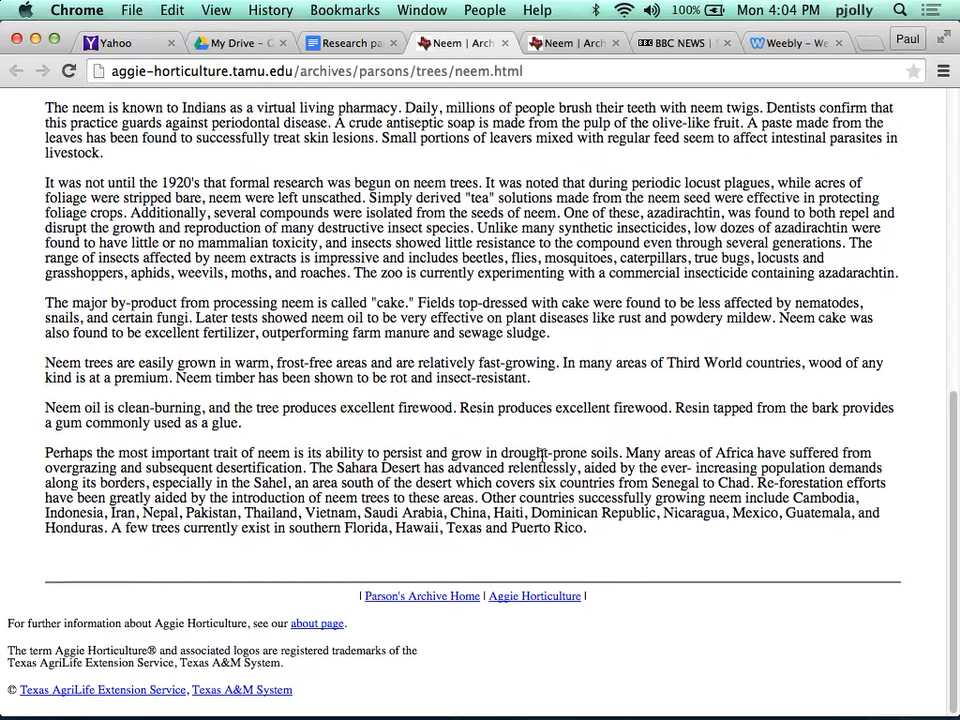 Chrome File Edit View History Bookmarks Window People Help 100% Mon 4:04 PM pjolly
Yahoo My Drive - G Research pa Neem | Arch Neem | Arch BBC NEWS | S Weebly - We Paul
aggie-horticulture.tamu.edu/archives/parsons/trees/neem.html
The neem is known to Indians as a virtual living pharmacy. Daily, millions of people brush their teeth with neem twigs. Dentists confirm that
this practice guards against periodontal disease. A crude antiseptic soap is made from the pulp of the olive-like fruit. A paste made from the
leaves has been found to successfully treat skin lesions. Small portions of leavers mixed with regular feed seem to affect intestinal parasites in
livestock.
It was not until the 1920's that formal research was begun on neem trees. It was noted that during periodic locust plagues, while acres of
foliage were stripped bare, neem were left unscathed. Simply derived "tea" solutions made from the neem seed were effective in protecting
foliage crops. Additionally, several compounds were isolated from the seeds of neem. One of these, azadirachtin, was found to both repel and
disrupt the growth and reproduction of many destructive insect species. Unlike many synthetic insecticides, low dozes of azadirachtin were
found to have little or no mammalian toxicity, and insects showed little resistance to the compound even through several generations. The
range of insects affected by neem extracts is impressive and includes beetles, flies, mosquitoes, caterpillars, true bugs, locusts and
grasshoppers, aphids, weevils, moths, and roaches. The zoo is currently experimenting with a commercial insecticide containing azadarachtin.
The major by-product from processing neem is called "cake." Fields top-dressed with cake were found to be less affected by nematodes,
snails, and certain fungi. Later tests showed neem oil to be very effective on plant diseases like rust and powdery mildew. Neem cake was
also found to be excellent fertilizer, outperforming farm manure and sewage sludge.
Neem trees are easily grown in warm, frost-free areas and are relatively fast-growing. In many areas of Third World countries, wood of any
kind is at a premium. Neem timber has been shown to be rot and insect-resistant.
Neem oil is clean-burning, and the tree produces excellent firewood. Resin produces excellent firewood. Resin tapped from the bark provides
a gum commonly used as a glue.
Perhaps the most important trait of neem is its ability to persist and grow in drought-prone soils. Many areas of Africa have suffered from
overgrazing and subsequent desertification. The Sahara Desert has advanced relentlessly, aided by the ever- increasing population demands
along its borders, especially in the Sahel, an area south of the desert which covers six countries from Senegal to Chad. Re-forestation efforts
have been greatly aided by the introduction of neem trees to these areas. Other countries successfully growing neem include Cambodia,
Indonesia, Iran, Nepal, Pakistan, Thailand, Vietnam, Saudi Arabia, China, Haiti, Dominican Republic, Nicaragua, Mexico, Guatemala, and
Honduras. A few trees currently exist in southern Florida, Hawaii, Texas and Puerto Rico.
| Parson's Archive Home | Aggie Horticulture |
For further information about Aggie Horticulture, see our about page.
The term Aggie Horticulture® and associated logos are registered trademarks of the
Texas AgriLife Extension Service, Texas A&M System.
© Texas AgriLife Extension Service, Texas A&M System